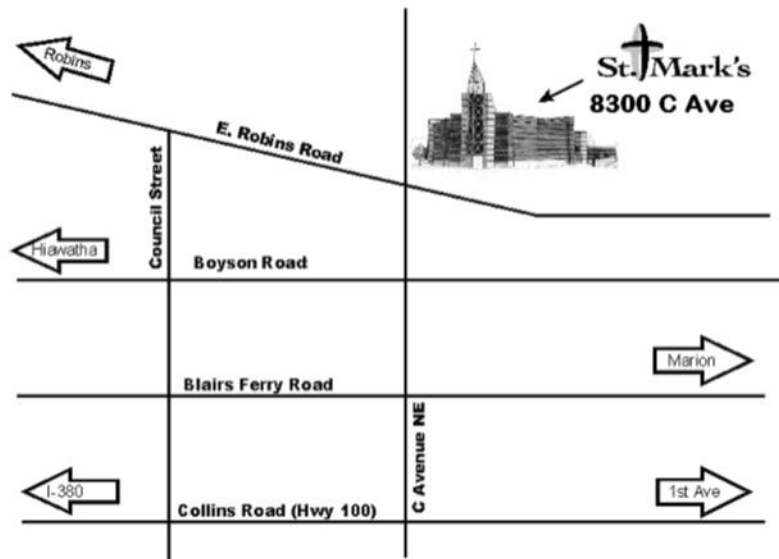 Robins
St. Mark's
8300 C Ave
E. Robins Road
Council Street
Hiawatha
Boyson Road
Marion
Blairs Ferry Road
C Avenue NE
I-380
1st Ave
Collins Road (Hwy 100)